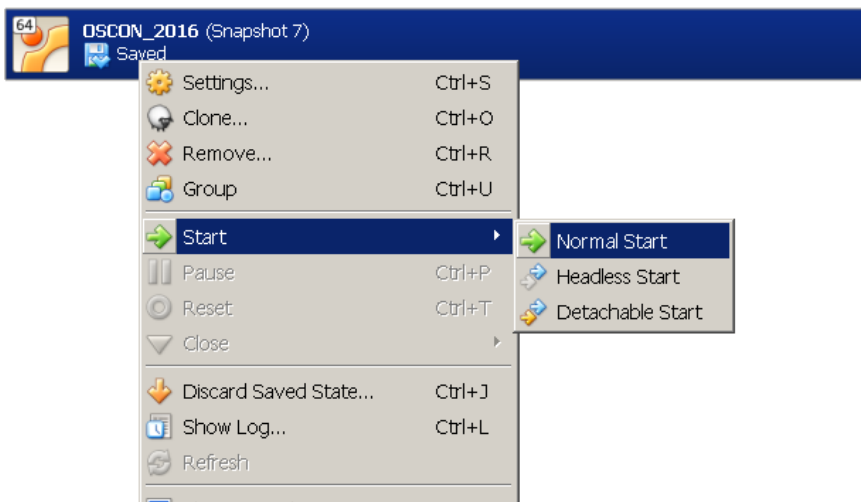 64
OSCON_2016 (Snapshot 7)
Saved
Settings... Ctrl+S
Clone... Ctrl+O
Remove... Ctrl+R
Group Ctrl+U
Start
Normal Start
Pause Ctrl+P
Headless Start
Reset Ctrl+T
Detachable Start
Close
Discard Saved State... Ctrl+J
Show Log... Ctrl+L
Refresh